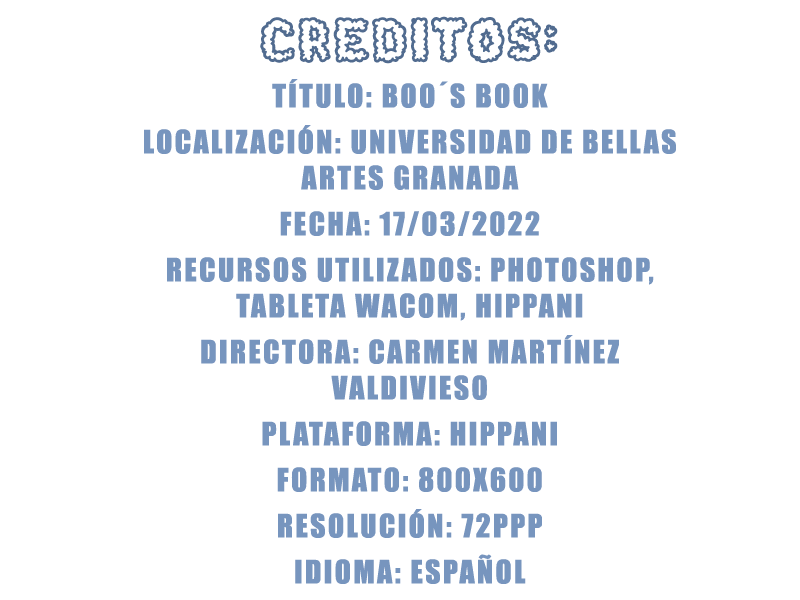 CREDITOS:
TÍTULO: BOO´S BOOK
LOCALIZACIÓN: UNIVERSIDAD DE BELLAS
ARTES GRANADA
FECHA: 17/03/2022
RECURSOS UTILIZADOS: PHOTOSHOP,
TABLETA WACOM, HIPPANI
DIRECTORA: CARMEN MARTÍNEZ
VALDIVIESO
PLATAFORMA: HIPPANI
FORMATO: 800X600
RESOLUCIÓN: 72PPP
IDIOMA: ESPAÑOL